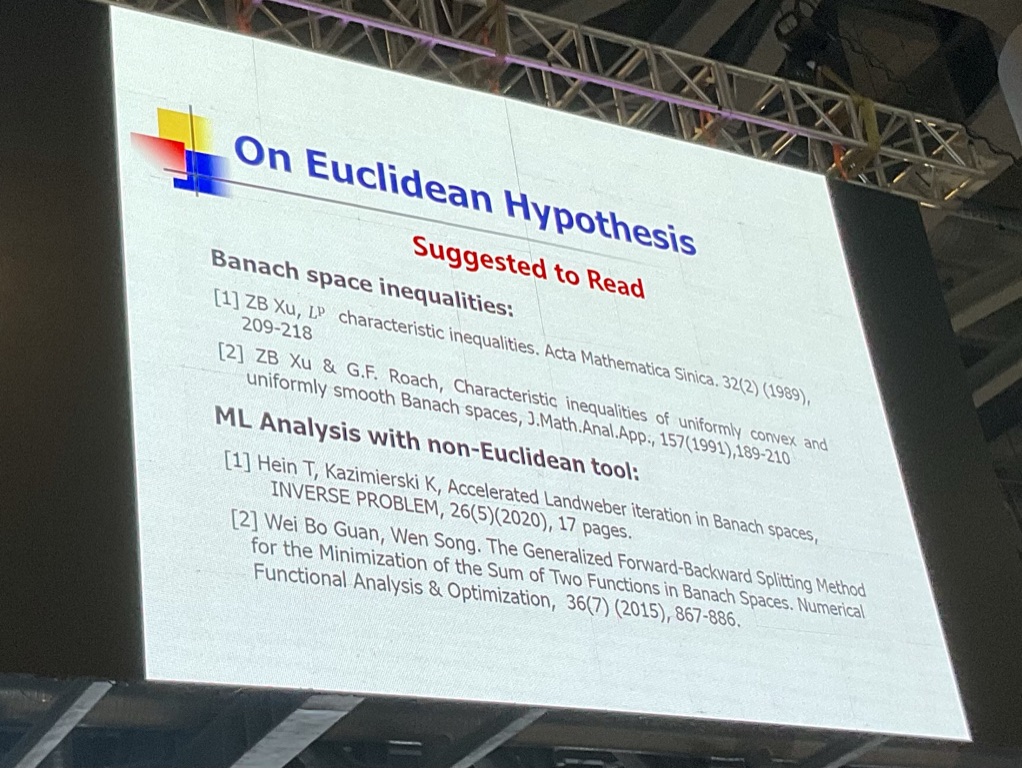 On Euclidean Hypothesis
Suggested to Read
Banach space inequalities:
[1] ZB Xu, Lᵖ characteristic inequalities. Acta Mathematica Sinica. 32(2) (1989),
209-218
[2] ZB Xu & G.F. Roach, Characteristic inequalities of uniformly convex and
uniformly smooth Banach spaces, J.Math.Anal.App., 157(1991),189-210
ML Analysis with non-Euclidean tool:
[1] Hein T, Kazimierski K, Accelerated Landweber iteration in Banach spaces,
INVERSE PROBLEM, 26(5)(2020), 17 pages.
[2] Wei Bo Guan, Wen Song. The Generalized Forward-Backward Splitting Method
for the Minimization of the Sum of Two Functions in Banach Spaces. Numerical
Functional Analysis & Optimization, 36(7) (2015), 867-886.